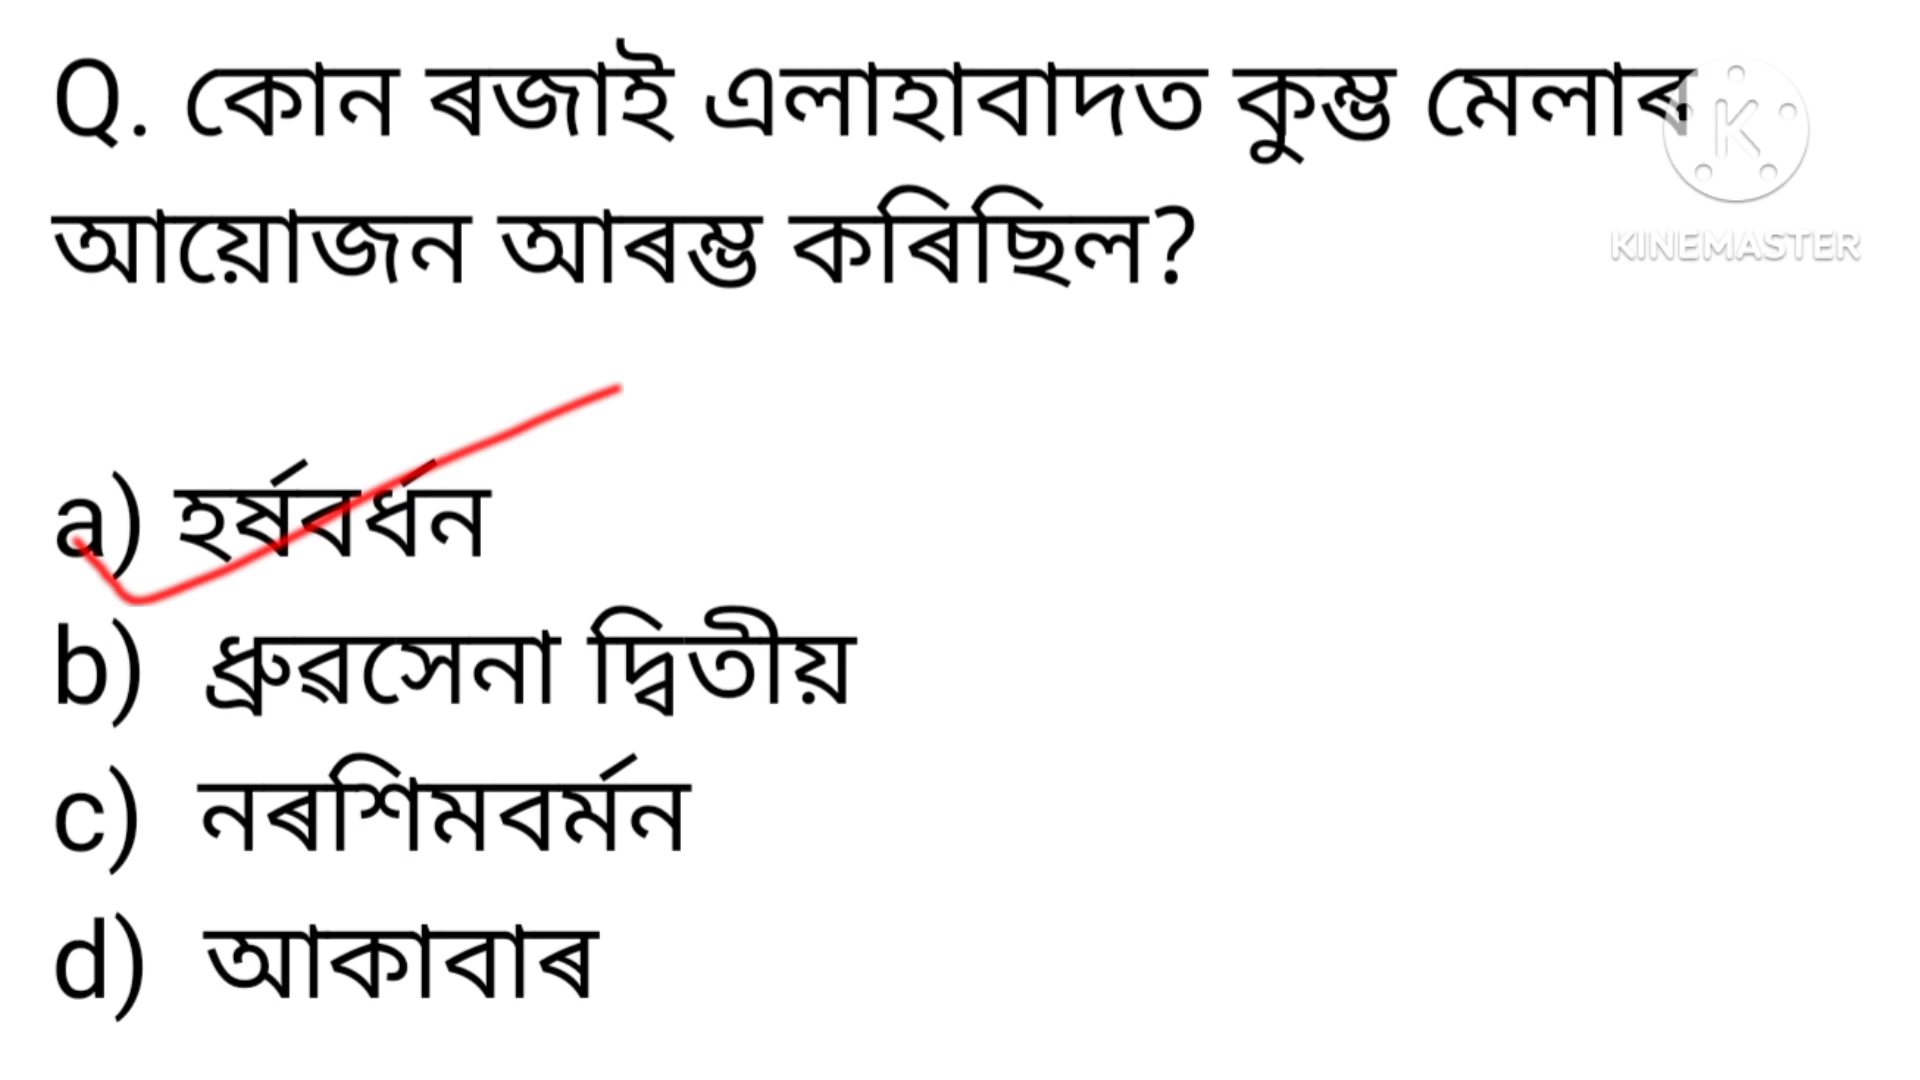 Q. কোন ৰজাই এলাহাবাদত কুম্ভ মেলাৰ
আয়োজন আৰম্ভ কৰিছিল?
KINEMASTER
a) হৰ্ষবৰ্ধন
b) ধ্ৰুৱসেনা দ্বিতীয়
c) নৰশিমবৰ্মন
d) আকাবাৰ